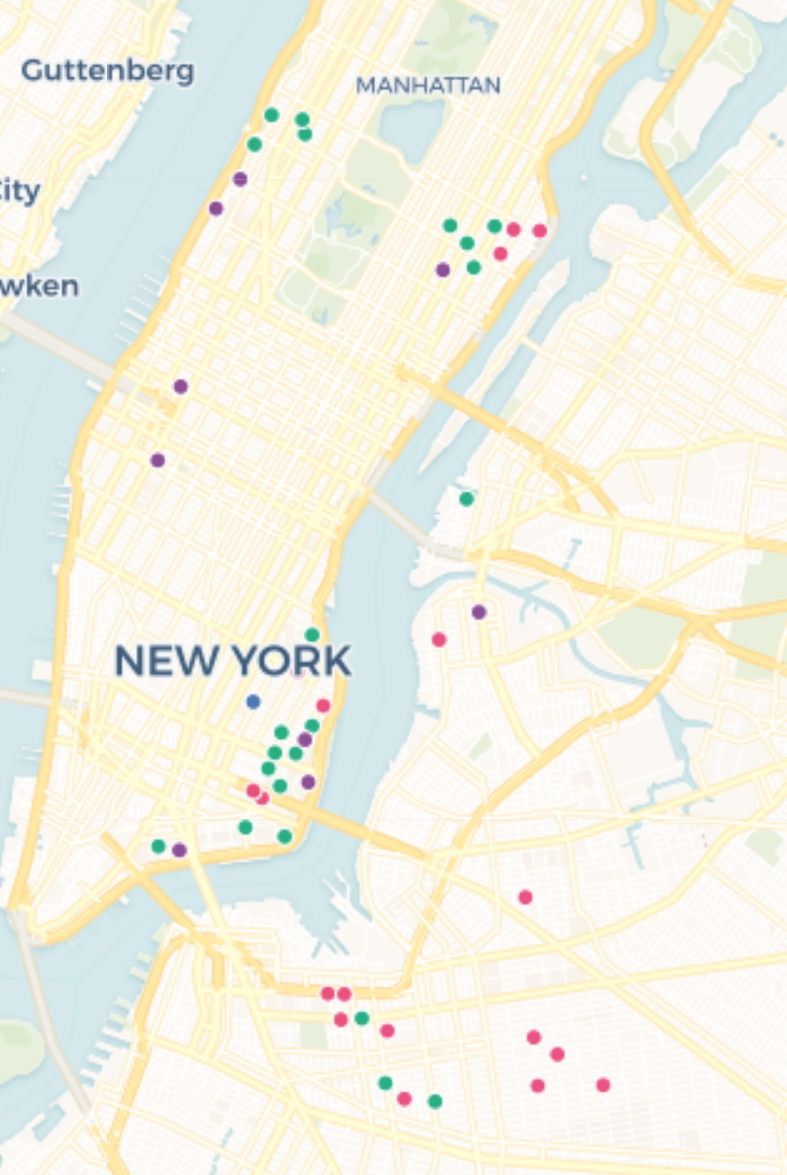 Guttenberg
MANHATTAN
City
wken
NEW YORK